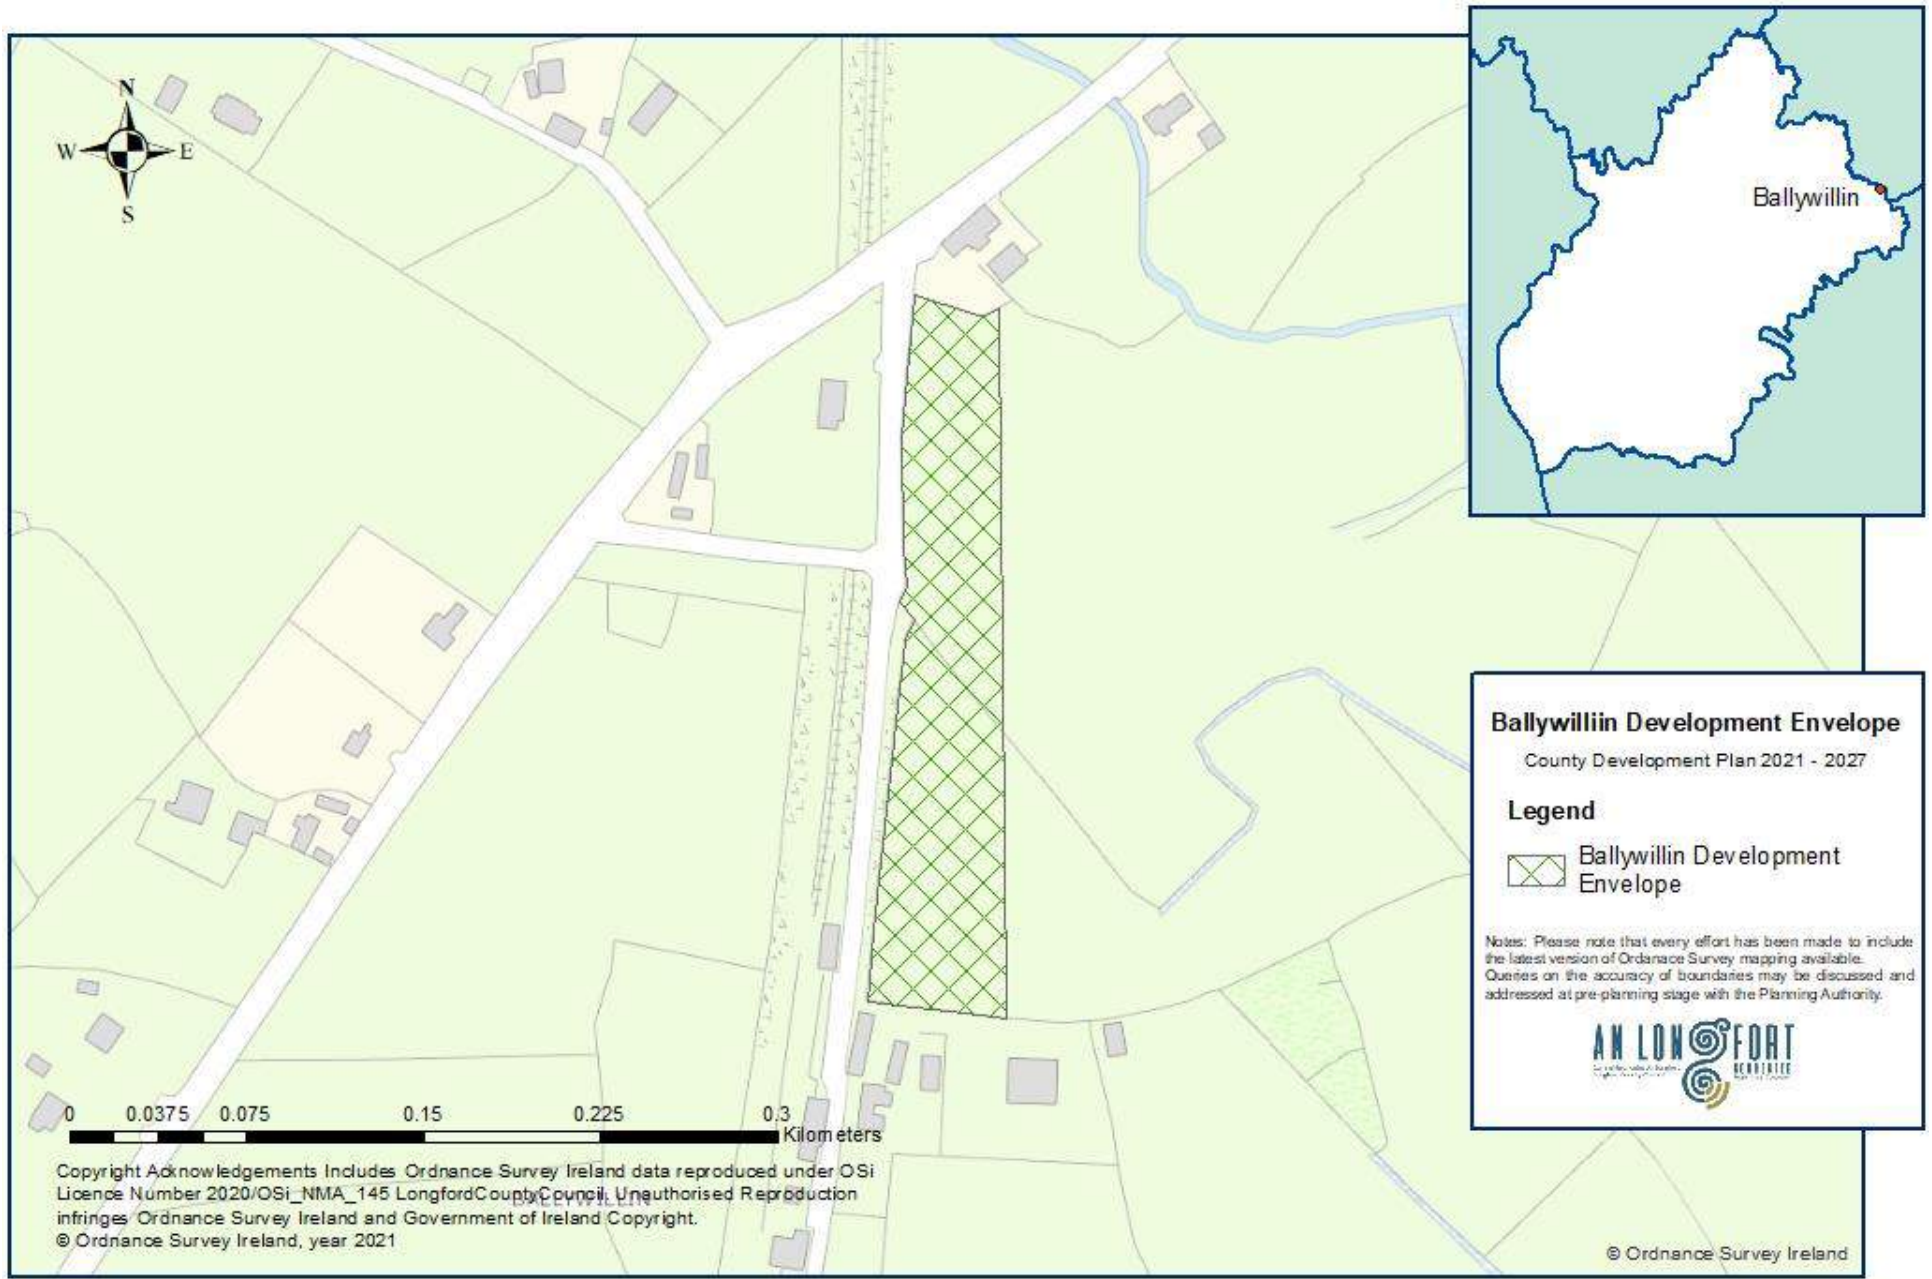 N
W E
S
Ballywillin
Ballywilliin Development Envelope
County Development Plan 2021 - 2027
Legend
Ballywillin Development
Envelope
Notes: Please note that every effort has been made to include
the latest version of Ordanace Survey mapping available.
Queries on the accuracy of boundaries may be discussed and
addressed at pre-planning stage with the Planning Authority.
AN LONGFORT
0 0.0375 0.075 0.15 0.225 0.3
Kilometers
Copyright Acknowledgements Includes Ordnance Survey Ireland data reproduced under OSi
Licence Number 2020/OSi_NMA_145 LongfordCountyCouncil. Unauthorised Reproduction
BALLYWILLIN
infringes Ordnance Survey Ireland and Government of Ireland Copyright.
© Ordnance Survey Ireland, year 2021
© Ordnance Survey Ireland